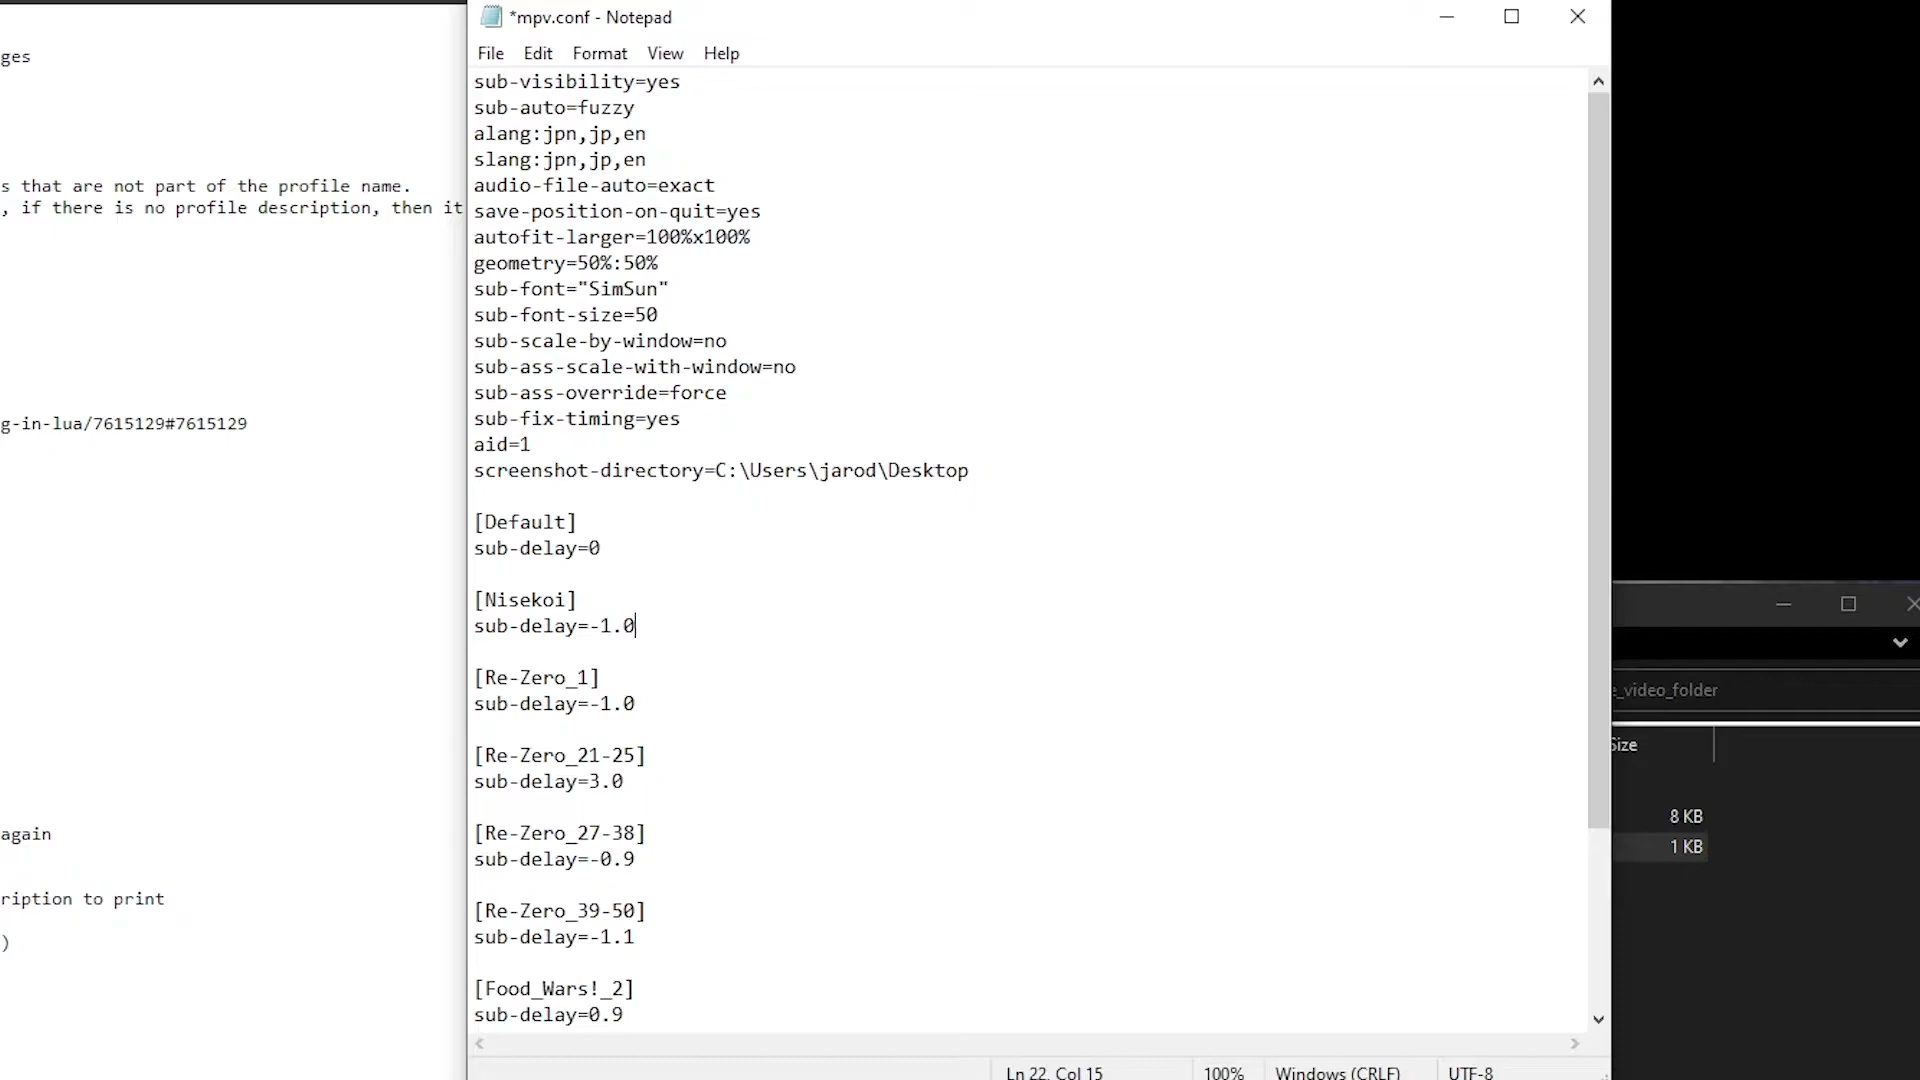 ges
s that are not part of the profile name.
, if there is no profile description, then it
g-in-lua/7615129#7615129
again
ription to print
)
*mpv.conf - Notepad
File Edit Format View Help
sub-visibility=yes
sub-auto=fuzzy
alang:jpn,jp,en
slang:jpn,jp,en
audio-file-auto=exact
save-position-on-quit=yes
autofit-larger=100%x100%
geometry=50%:50%
sub-font="SimSun"
sub-font-size=50
sub-scale-by-window=no
sub-ass-scale-with-window=no
sub-ass-override=force
sub-fix-timing=yes
aid=1
screenshot-directory=C:\Users\jarod\Desktop
[Default]
sub-delay=0
[Nisekoi]
sub-delay=-1.0
[Re-Zero_1]
sub-delay=-1.0
[Re-Zero_21-25]
sub-delay=3.0
[Re-Zero_27-38]
sub-delay=-0.9
[Re-Zero_39-50]
sub-delay=-1.1
[Food_Wars!_2]
sub-delay=0.9
Ln 22, Col 15 100% Windows (CRLF) UTF-8
e_video_folder
Size
8 KB
1 KB